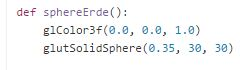 def sphereErde():
    glColor3f(0.0, 0.0, 1.0)
    glutSolidSphere(0.35, 30, 30)